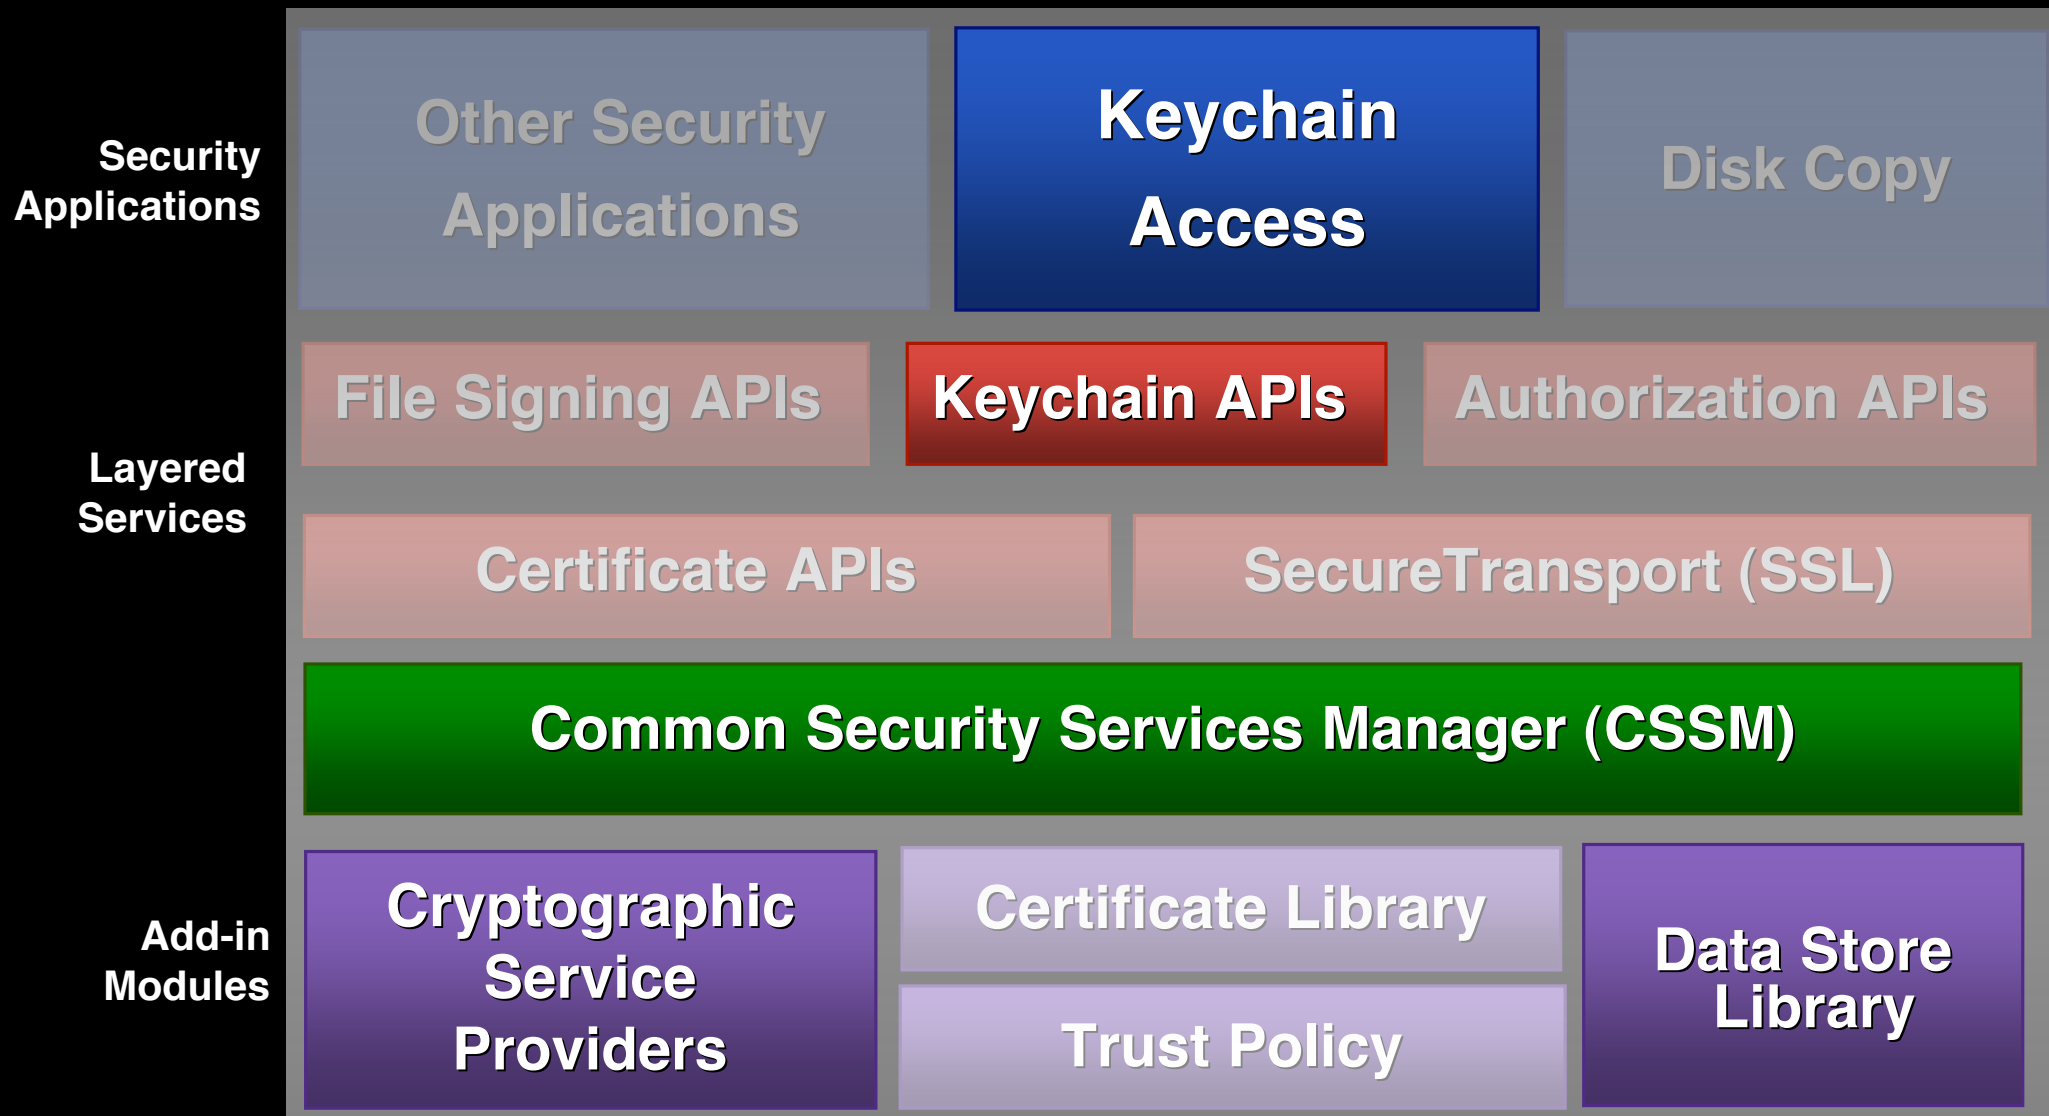 Security
Applications
Other Security
Applications
Keychain
Access
Disk Copy
Layered
Services
File Signing APIs
Keychain APIs
Authorization APIs
Certificate APIs
SecureTransport (SSL)
Common Security Services Manager (CSSM)
Add-in
Modules
Cryptographic
Service
Providers
Certificate Library
Trust Policy
Data Store
Library